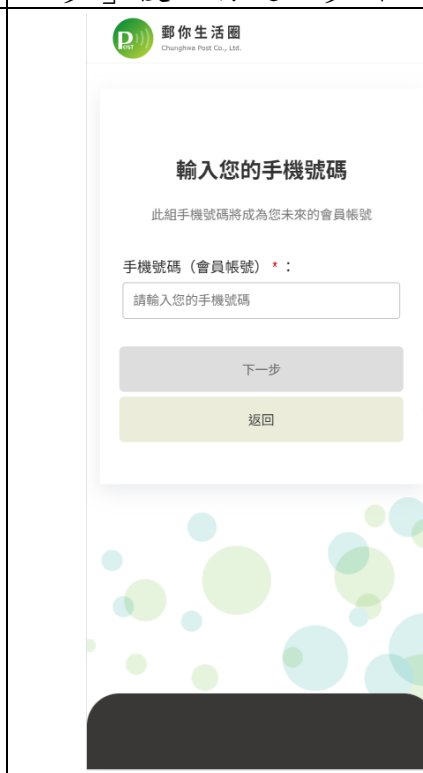 郵你生活圈
Post
Chunghwa Post Co., Ltd.
輸入您的手機號碼
此組手機號碼將成為您未來的會員帳號
手機號碼（會員帳號）*：
請輸入您的手機號碼
下一步
返回